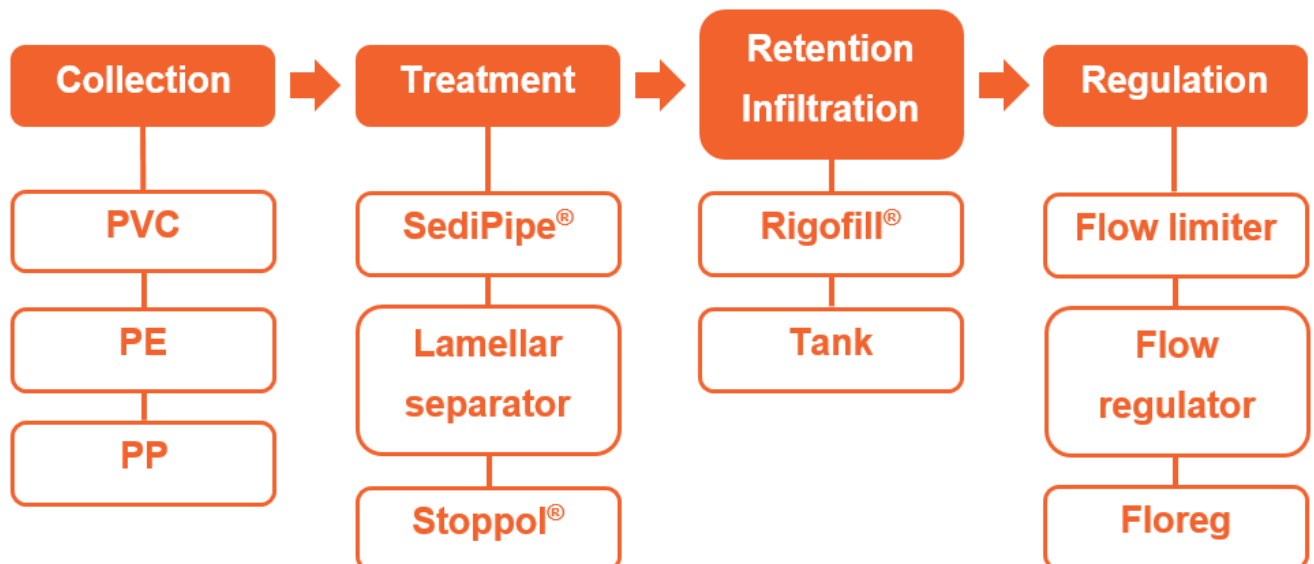 Collection
PVC
PE
PP
Treatment
SediPipe®
Lamellar
separator
Stoppol®
Retention
Infiltration
Rigofill®
Tank
Regulation
Flow limiter
Flow
regulator
Floreg